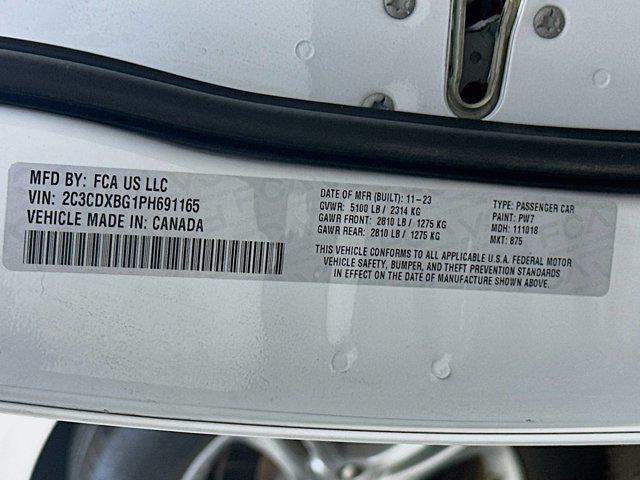 MFD BY: FCA US LLC
VIN: 2C3CDXBG1PH691165
VEHICLE MADE IN: CANADA
DATE OF MFR (BUILT): 11-23
GVWR: 5100 LB / 2314 KG
GAWR FRONT: 2810 LB / 1275 KG
GAWR REAR: 2810 LB / 1275 KG
TYPE: PASSENGER CAR
PAINT: PW7
MDH: 111018
MKT: 875
THIS VEHICLE CONFORMS TO ALL APPLICABLE U.S.A. FEDERAL MOTOR
VEHICLE SAFETY, BUMPER, AND THEFT PREVENTION STANDARDS
IN EFFECT ON THE DATE OF MANUFACTURE SHOWN ABOVE.